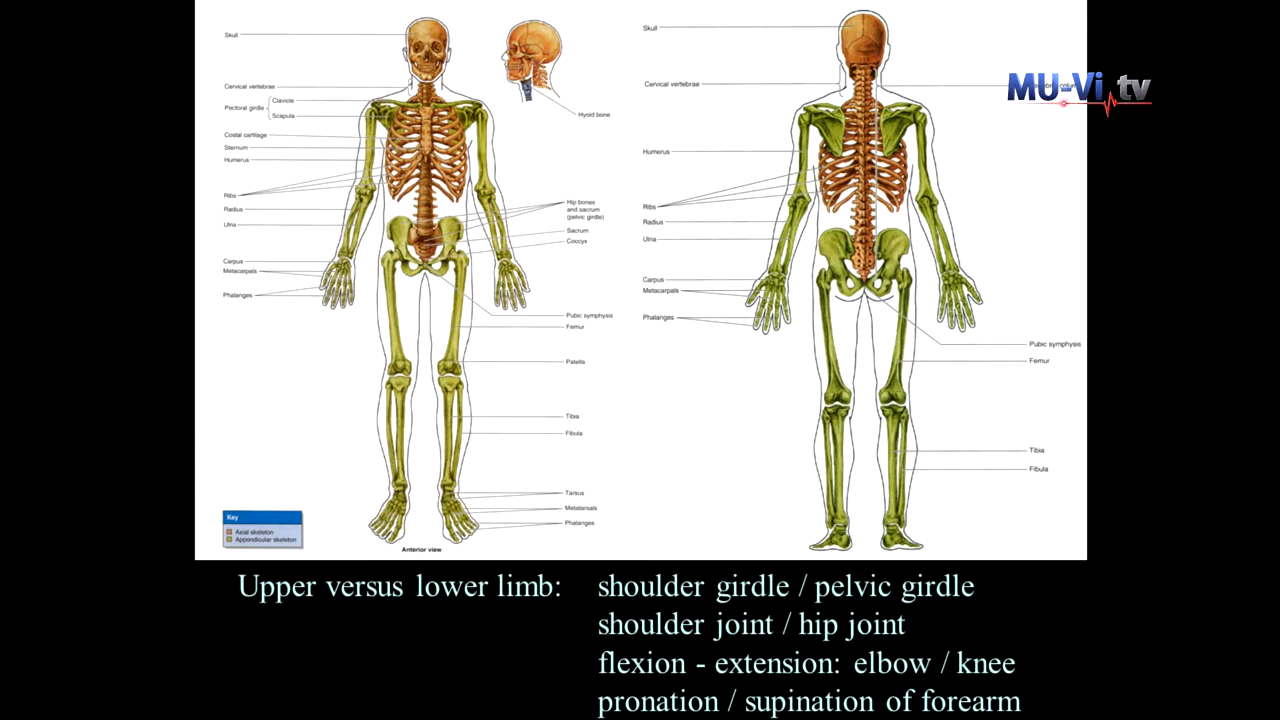 Skull
Cervical vertebrae
Pectoral girdle
Clavicle
Scapula
Costal cartilage
Sternum
Humerus
Ribs
Radius
Ulna
Carpus
Metacarpals
Phalanges
Hyoid bone
Hip bones
and sacrum
(pelvic girdle)
Sacrum
Coccyx
Pubic symphysis
Femur
Patella
Tibia
Fibula
Tarsus
Metatarsals
Phalanges
Key
Axial skeleton
Appendicular skeleton
Anterior view
Skull
Cervical vertebrae
Humerus
Ribs
Radius
Ulna
Carpus
Metacarpals
Phalanges
MU-Vi.tv
Pubic symphysis
Femur
Tibia
Fibula
Upper versus lower limb: shoulder girdle / pelvic girdle
shoulder joint / hip joint
flexion - extension: elbow / knee
pronation / supination of forearm